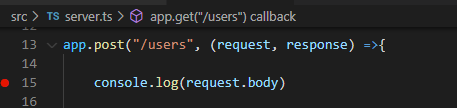 src > TS server.ts > app.get("/users") callback
12
13 app.post("/users", (request, response) =>{
14
15 console.log(request.body)
16